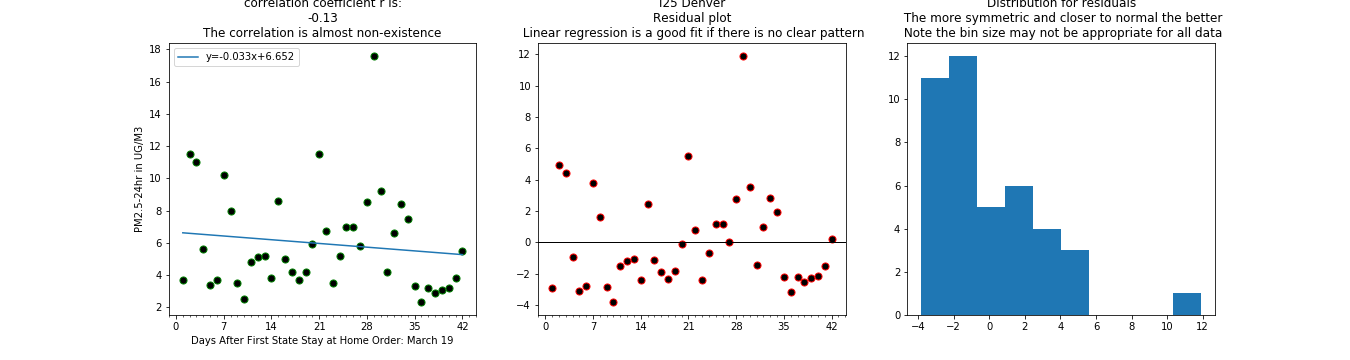 correlation coefficient r is:
-0.13
The correlation is almost non-existence
y=-0.033x+6.652
PM2.5-24hr in UG/M3
18
16
14
12
10
8
6
4
2
0 7 14 21 28 35 42
Days After First State Stay at Home Order: March 19
I25 Denver
Residual plot
Linear regression is a good fit if there is no clear pattern
12
10
8
6
4
2
0
−2
−4
0 7 14 21 28 35 42
Distribution for residuals
The more symmetric and closer to normal the better
Note the bin size may not be appropriate for all data
12
10
8
6
4
2
0
−4 −2 0 2 4 6 8 10 12